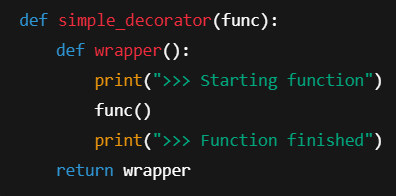 def simple_decorator(func):
    def wrapper():
        print(">>> Starting function")
        func()
        print(">>> Function finished")
    return wrapper